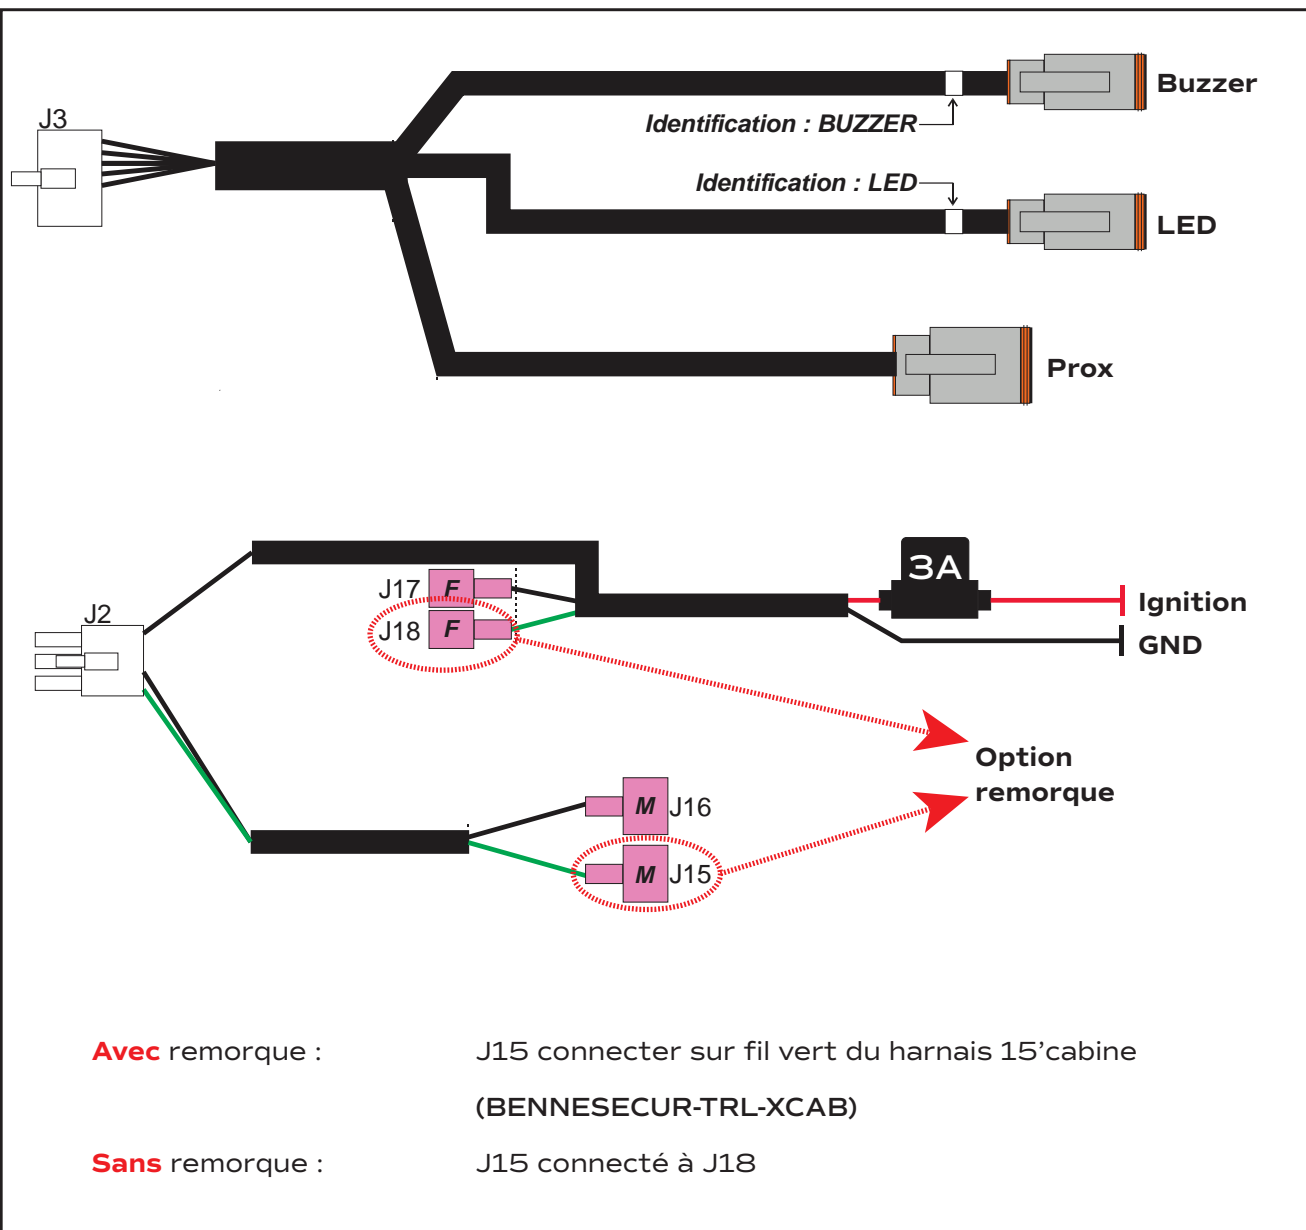 Buzzer
J3
Identification : BUZZER
Identification : LED
LED
Prox
3A
J17 F
Ignition
J2
J18 F
GND
Option
remorque
M J16
M J15
Avec remorque : J15 connecter sur fil vert du harnais 15’cabine
(BENNESECUR-TRL-XCAB)
Sans remorque : J15 connecté à J18